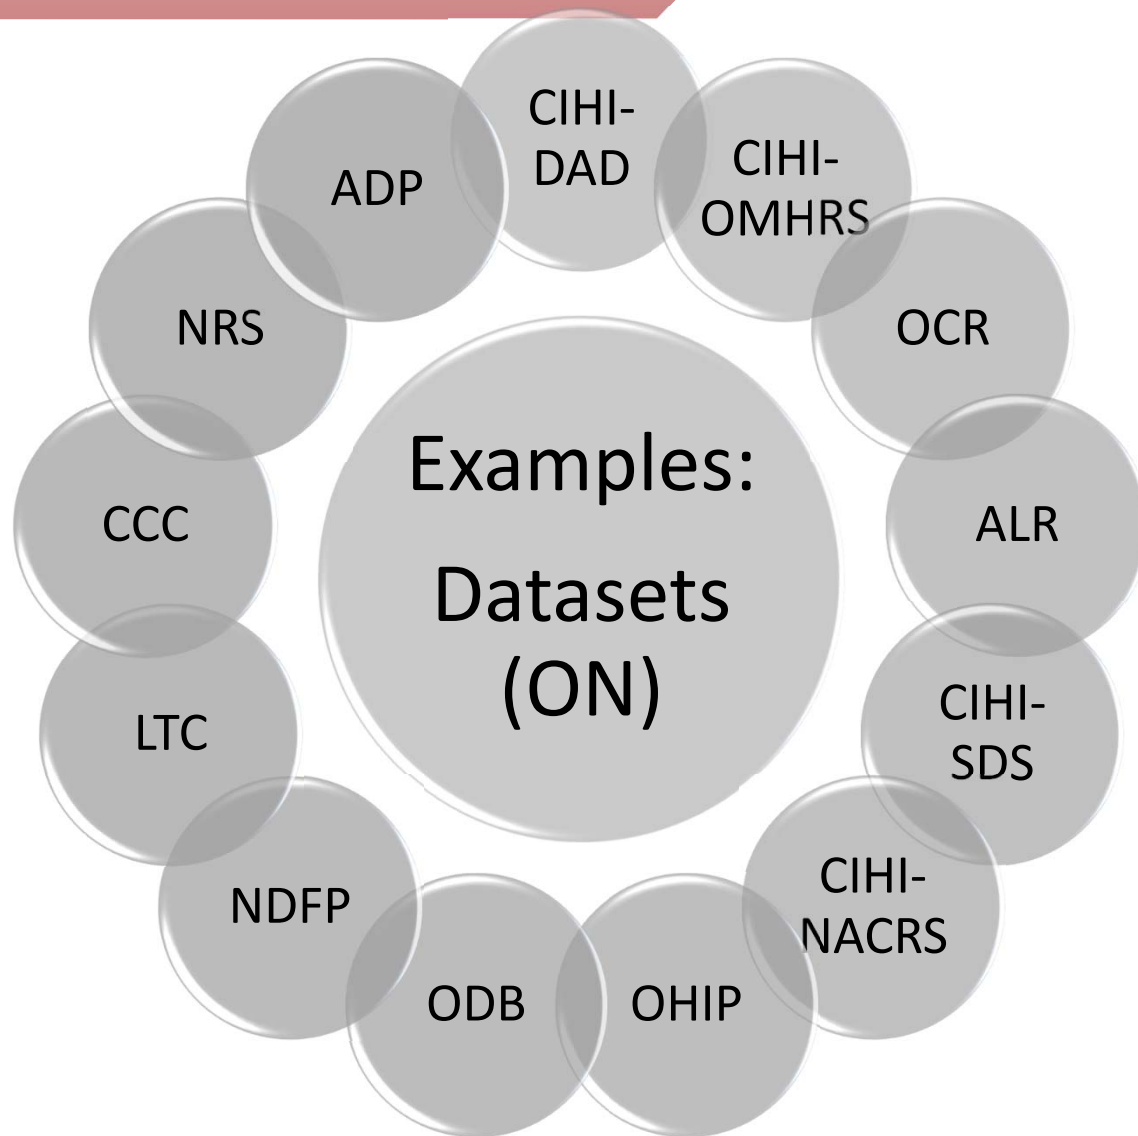 CIHI-
DAD
CIHI-
OMHRS
OCR
ALR
CIHI-
SDS
CIHI-
NACRS
OHIP
ODB
NDFP
LTC
CCC
NRS
ADP
Examples:
Datasets
(ON)